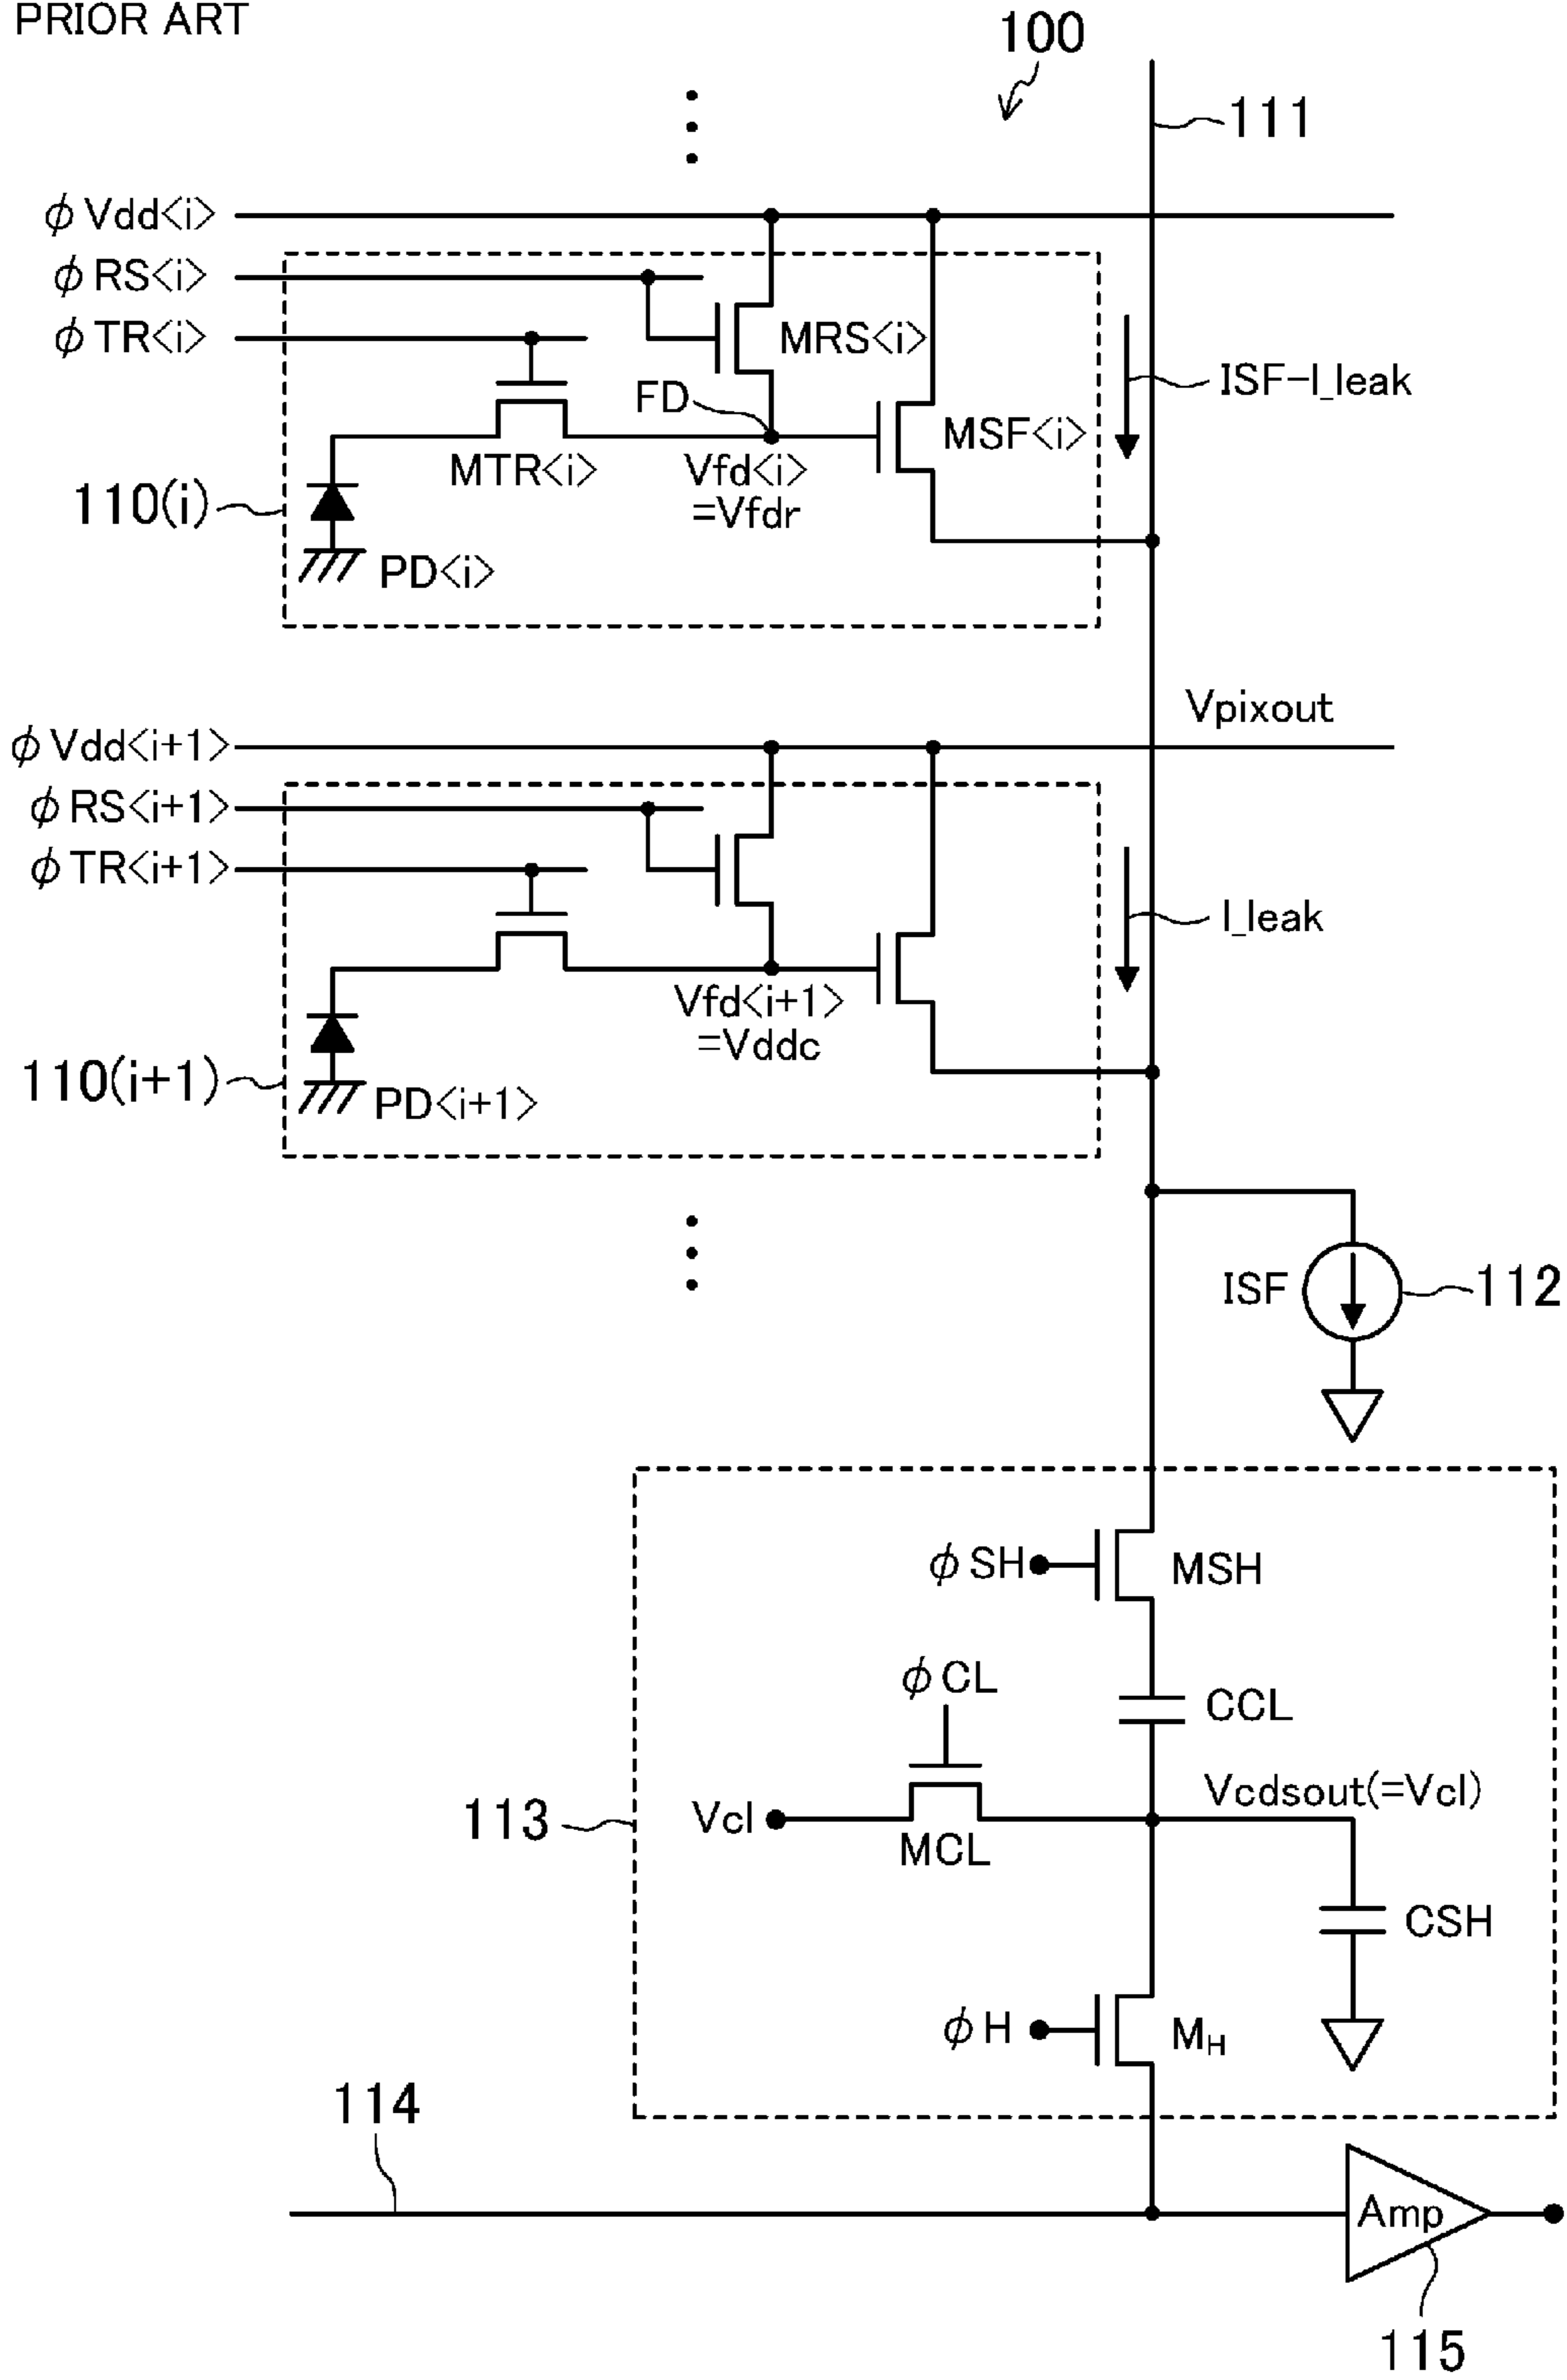 PRIOR ART
100
111
ϕVdd<i>
ϕRS<i>
ϕTR<i>
MRS<i>
ISF-I_leak
FD
MSF<i>
MTR<i>
Vfd<i>
=Vfdr
110(i)
PD<i>
Vpixout
ϕVdd<i+1>
ϕRS<i+1>
ϕTR<i+1>
I_leak
Vfd<i+1>
=Vddc
110(i+1)
PD<i+1>
ISF
112
ϕSH
MSH
ϕCL
CCL
Vcdsout(=Vcl)
113
Vcl
MCL
CSH
ϕH
MH
114
Amp
115